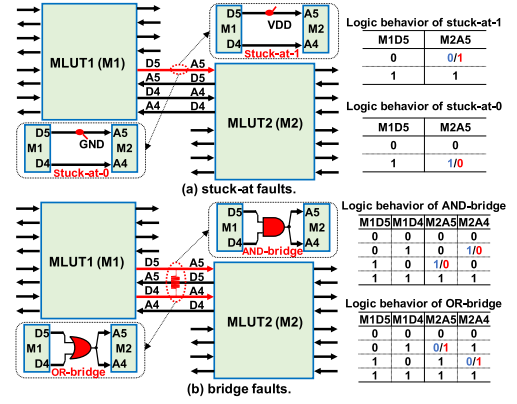 D5 VDD A5
M1 M2
D4 A4
Stuck-at-1
Logic behavior of stuck-at-1
M1D5 M2A5
0 0/1
1 1
MLUT1 (M1)
D5 A5
A5 D5
D4 A4
A4 D4
MLUT2 (M2)
D5 A5
M1 GND M2
D4 A4
Stuck-at-0
Logic behavior of stuck-at-0
M1D5 M2A5
0 0
1 1/0
(a) stuck-at faults.
D5 A5
M1 M2
D4 A4
AND-bridge
Logic behavior of AND-bridge
M1D5 M1D4 M2A5 M2A4
0 0 0 0
0 1 0 1/0
1 0 1/0 0
1 1 1 1
MLUT1 (M1)
D5 A5
A5 D5
D4 A4
A4 D4
MLUT2 (M2)
D5 A5
M1 M2
D4 A4
OR-bridge
Logic behavior of OR-bridge
M1D5 M1D4 M2A5 M2A4
0 0 0 0
0 1 0/1 1
1 0 1 0/1
1 1 1 1
(b) bridge faults.